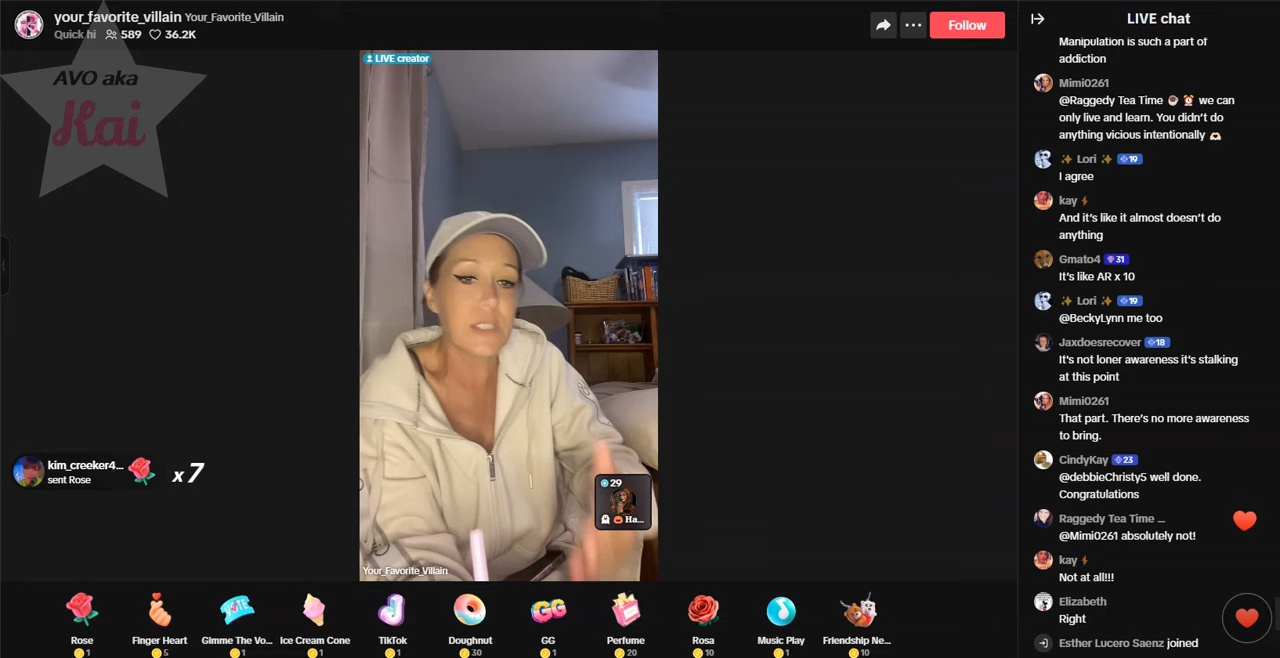 your_favorite_villain Your_Favorite_Villain
Quick hi 589 36.2K
Follow
AVO aka
Kai
LIVE creator
kim_creeker4...
sent Rose
x 7
29
Ha...
Your_Favorite_Villain
Rose
1
Finger Heart
5
VOTE
Gimme The Vo...
1
Ice Cream Cone
1
TikTok
1
Doughnut
30
GG
GG
1
Perfume
20
Rosa
10
Music Play
1
Friendship Ne...
10
LIVE chat
Manipulation is such a part of
addiction
Mimi0261
@Raggedy Tea Time ☕ ⏰ we can
only live and learn. You didn't do
anything vicious intentionally 🫶🏻
✨ Lori ✨ 19
I agree
kay ⚡
And it's like it almost doesn't do
anything
Gmato4 31
It's like AR x 10
✨ Lori ✨ 19
@BeckyLynn me too
Jaxdoesrecover 18
It's not loner awareness it's stalking
at this point
Mimi0261
That part. There's no more awareness
to bring.
CindyKay 23
@debbieChristy5 well done.
Congratulations
Raggedy Tea Time ...
@Mimi0261 absolutely not!
kay ⚡
Not at all!!!
Elizabeth
Right
Esther Lucero Saenz joined